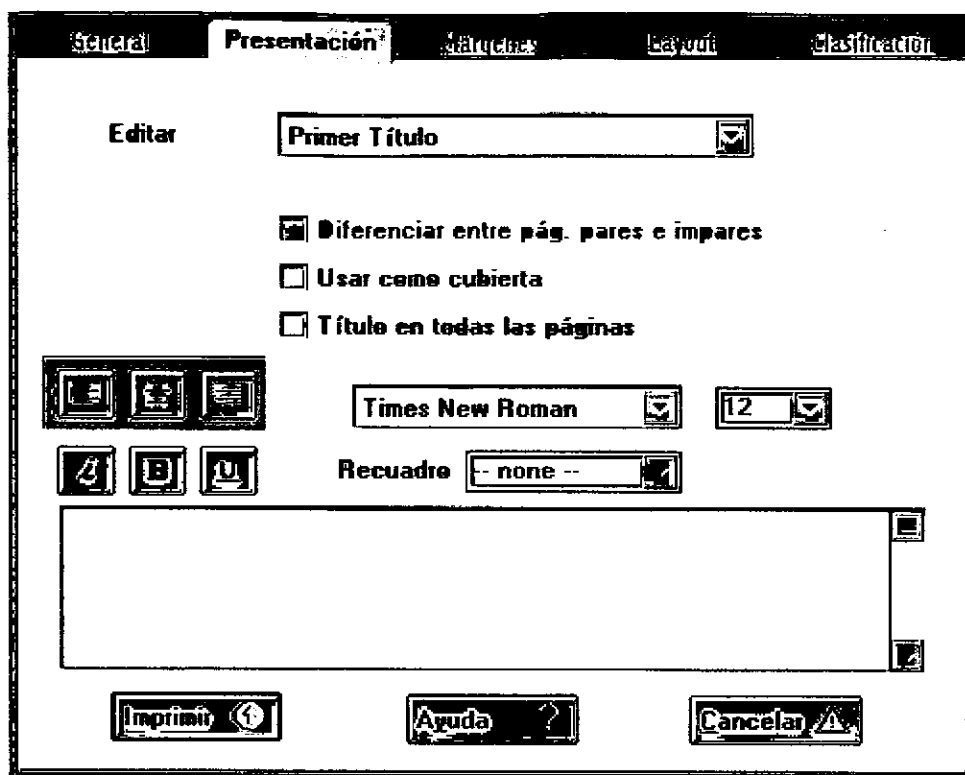 General Presentación Márgenes Layout Clasificación
Editar Primer Título
Diferenciar entre pág. pares e impares
Usar como cubierta
Título en todas las páginas
Times New Roman 12
B U Recuadro -- none --
Imprimir Ayuda ? Cancelar